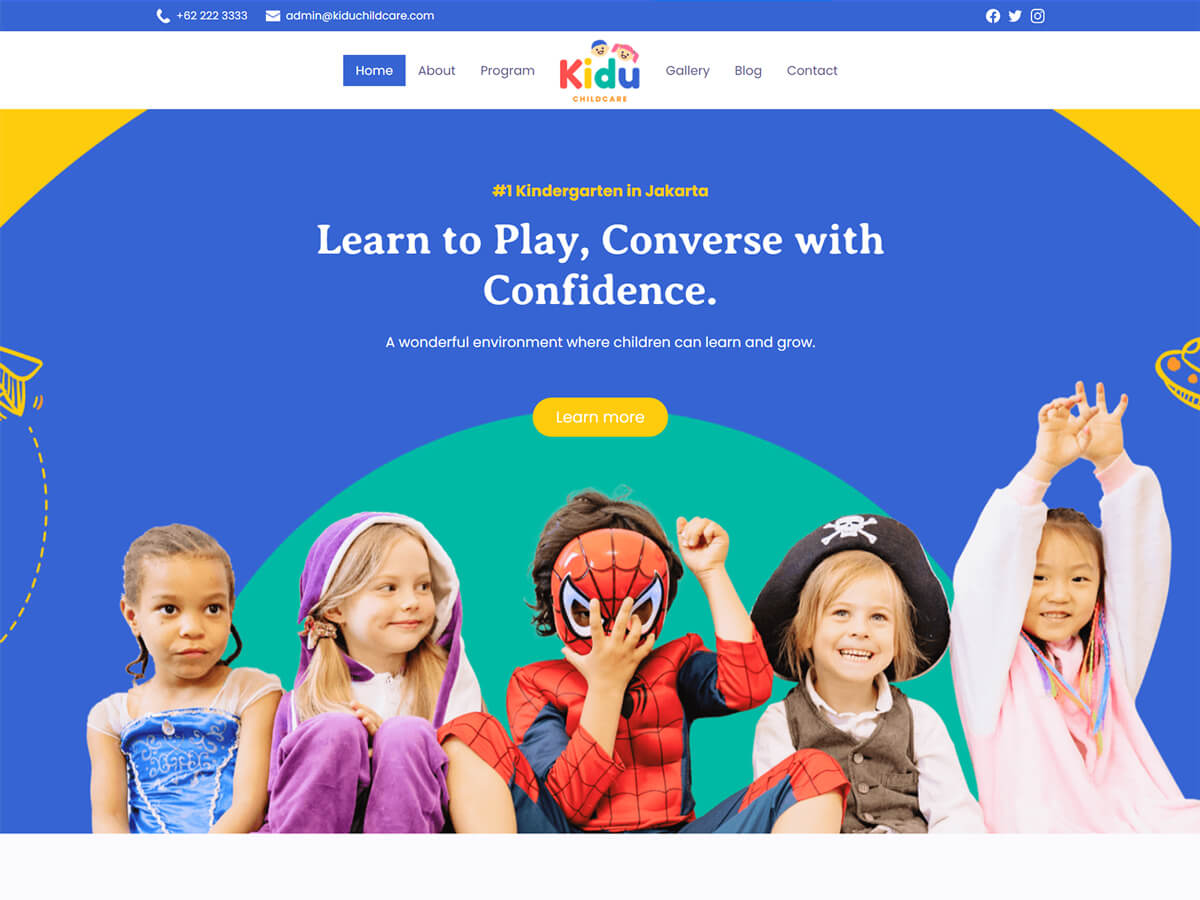 +62 222 3333 admin@kiduchildcare.com
Home About Program Kidu Gallery Blog Contact
CHILDCARE
#1 Kindergarten in Jakarta
Learn to Play, Converse with
Confidence.
A wonderful environment where children can learn and grow.
Learn more